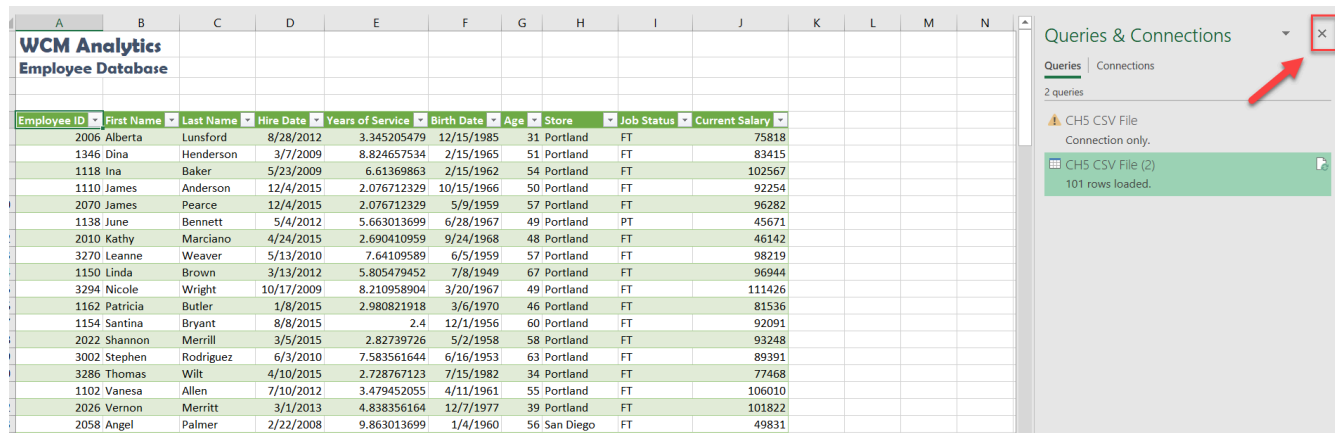 A B C D E F G H I J K L M N
WCM Analytics
Employee Database
Employee ID First Name Last Name Hire Date Years of Service Birth Date Age Store Job Status Current Salary
2006 Alberta Lunsford 8/28/2012 3.345205479 12/15/1985 31 Portland FT 75818
1346 Dina Henderson 3/7/2009 8.824657534 2/15/1965 51 Portland FT 83415
1118 Ina Baker 5/23/2009 6.61369863 2/15/1962 54 Portland FT 102567
1110 James Anderson 12/4/2015 2.076712329 10/15/1966 50 Portland FT 92254
2070 James Pearce 12/4/2015 2.076712329 5/9/1959 57 Portland FT 96282
1138 June Bennett 5/4/2012 5.663013699 6/28/1967 49 Portland PT 45671
2010 Kathy Marciano 4/24/2015 2.690410959 9/24/1968 48 Portland FT 46142
3270 Leanne Weaver 5/13/2010 7.64109589 6/5/1959 57 Portland FT 98219
1150 Linda Brown 3/13/2012 5.805479452 7/8/1949 67 Portland FT 96944
3294 Nicole Wright 10/17/2009 8.210958904 3/20/1967 49 Portland FT 111426
1162 Patricia Butler 1/8/2015 2.980821918 3/6/1970 46 Portland FT 81536
1154 Santina Bryant 8/8/2015 2.4 12/1/1956 60 Portland FT 92091
2022 Shannon Merrill 3/5/2015 2.82739726 5/2/1958 58 Portland FT 93248
3002 Stephen Rodriguez 6/3/2010 7.583561644 6/16/1953 63 Portland FT 89391
3286 Thomas Wilt 4/10/2015 2.728767123 7/15/1982 34 Portland FT 77468
1102 Vanesa Allen 7/10/2012 3.479452055 4/11/1961 55 Portland FT 106010
2026 Vernon Merritt 3/1/2013 4.838356164 12/7/1977 39 Portland FT 101822
2058 Angel Palmer 2/22/2008 9.863013699 1/4/1960 56 San Diego FT 49831
Queries & Connections
Queries Connections
2 queries
CH5 CSV File
Connection only.
CH5 CSV File (2)
101 rows loaded.